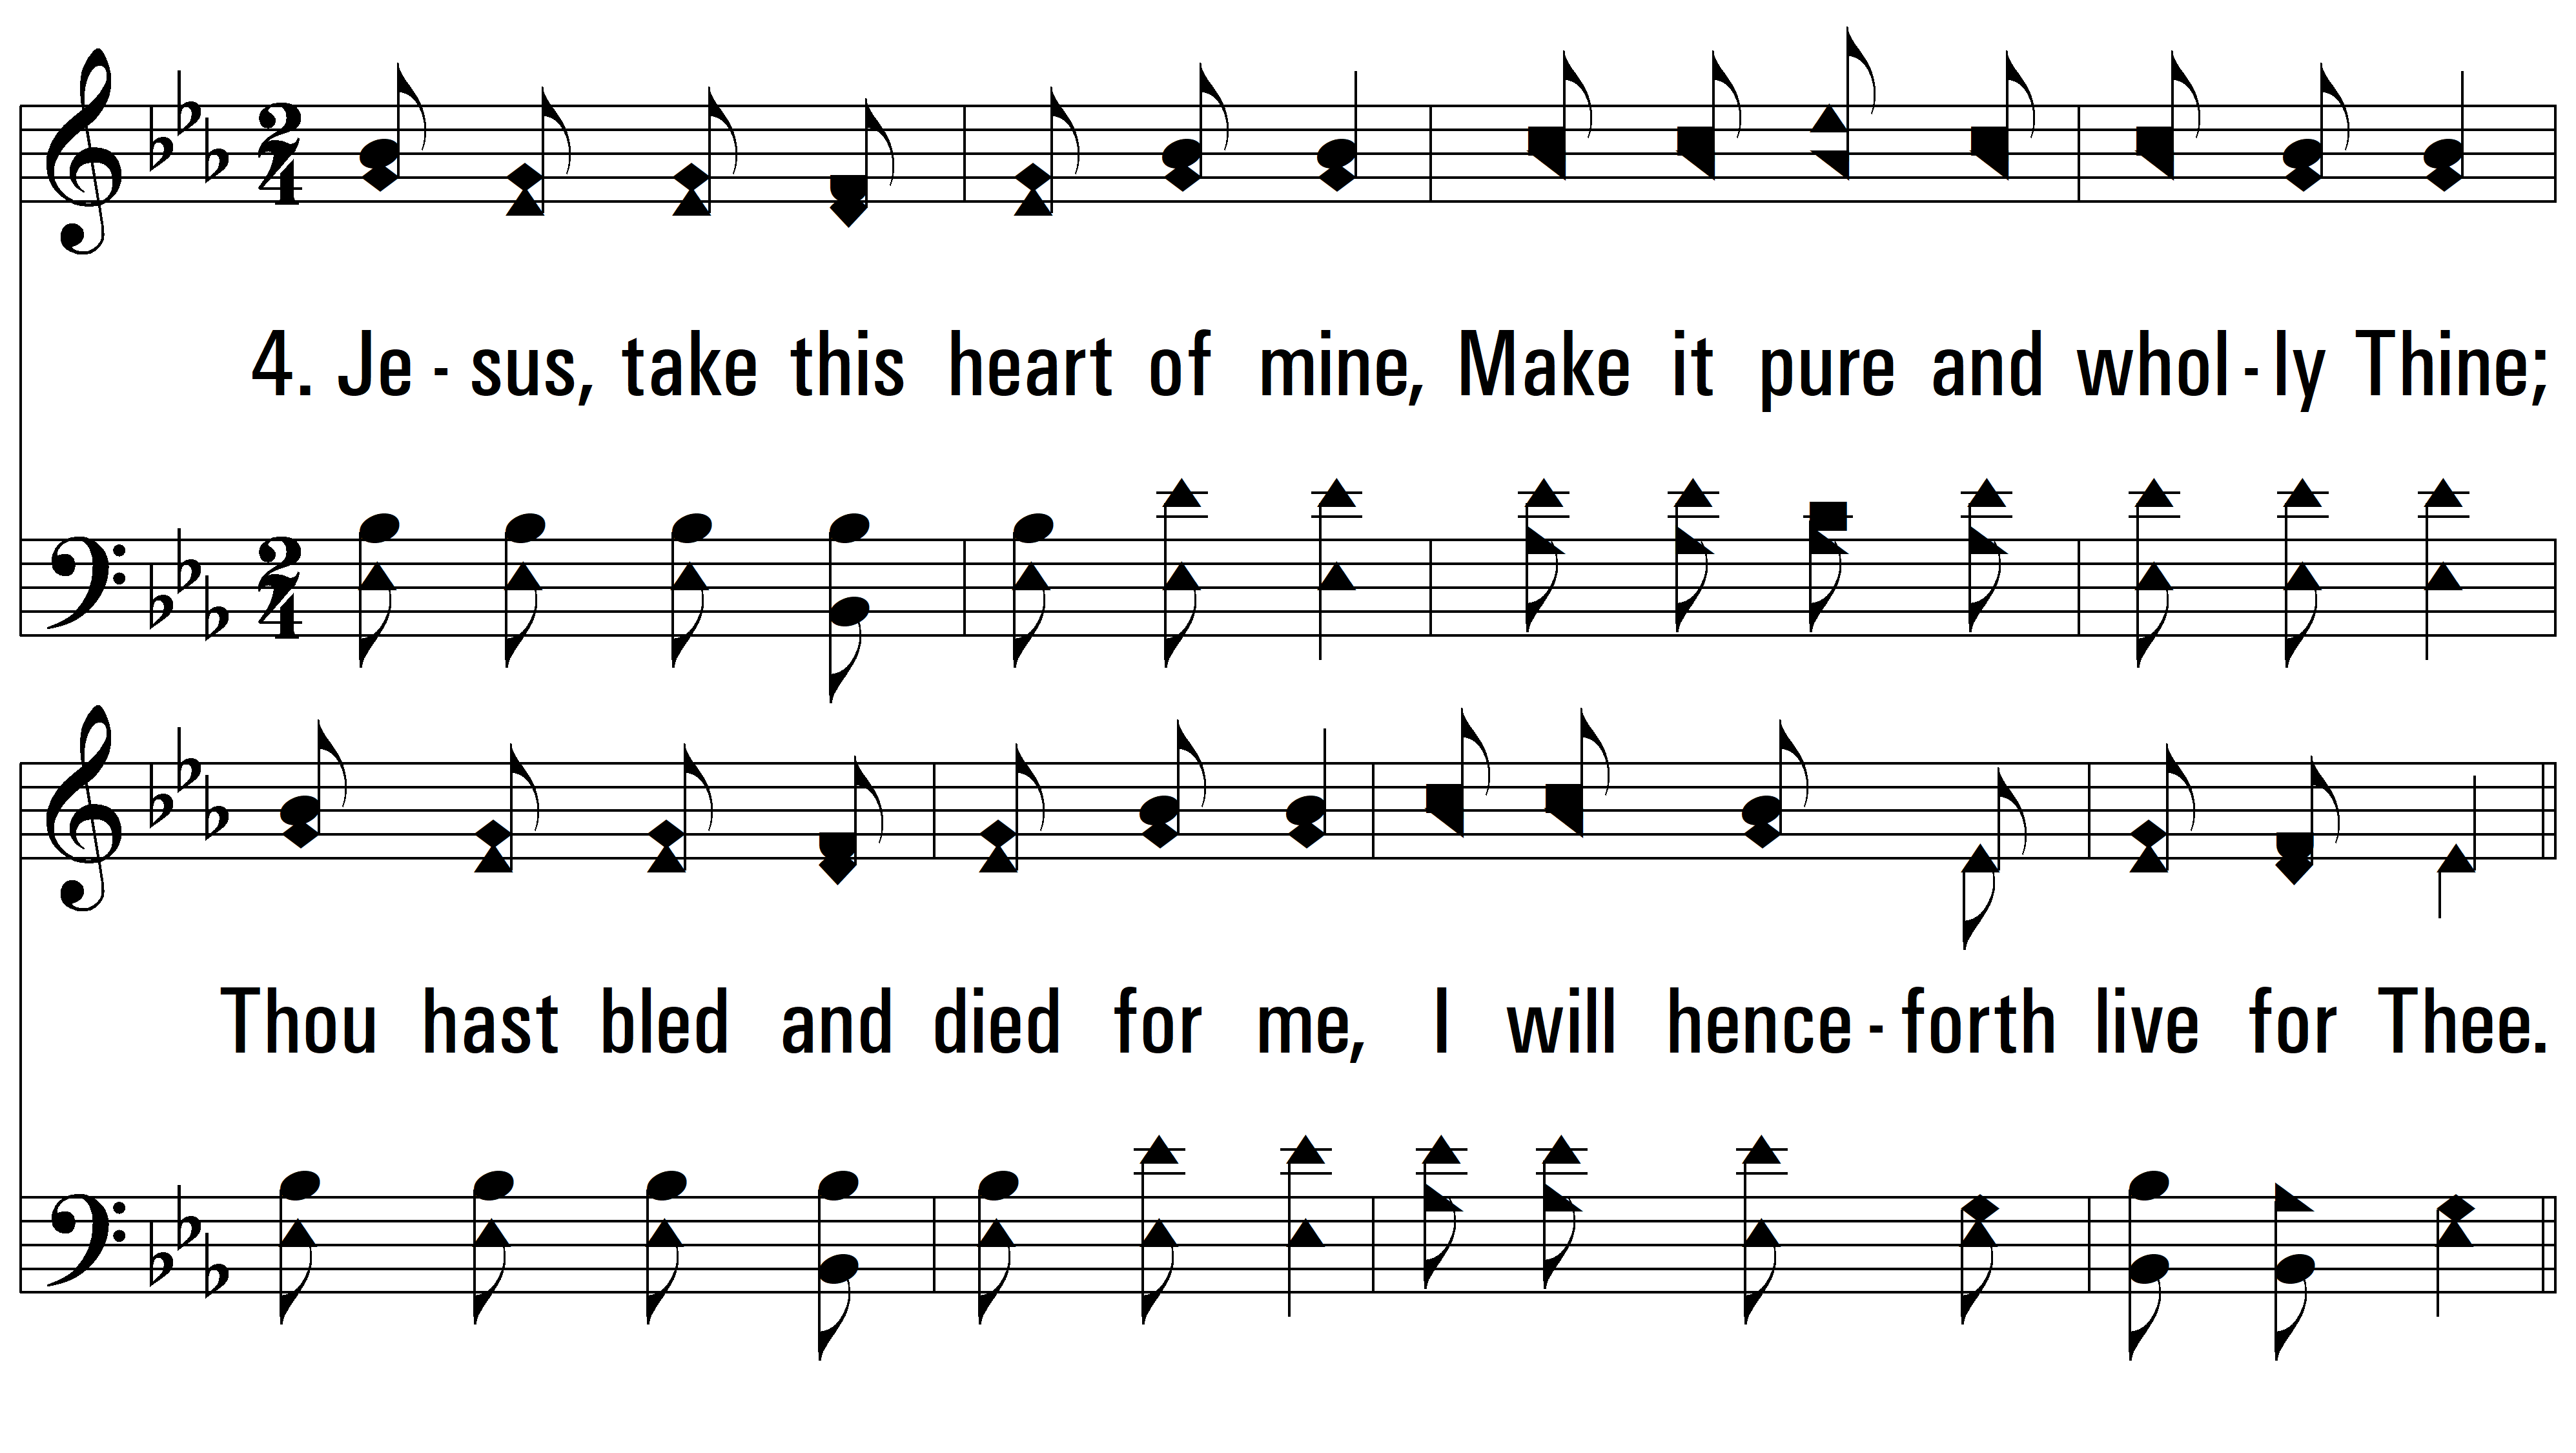 4. Je - sus, take this heart of mine, Make it pure and whol - ly Thine;
Thou hast bled and died for me, I will hence - forth live for Thee.